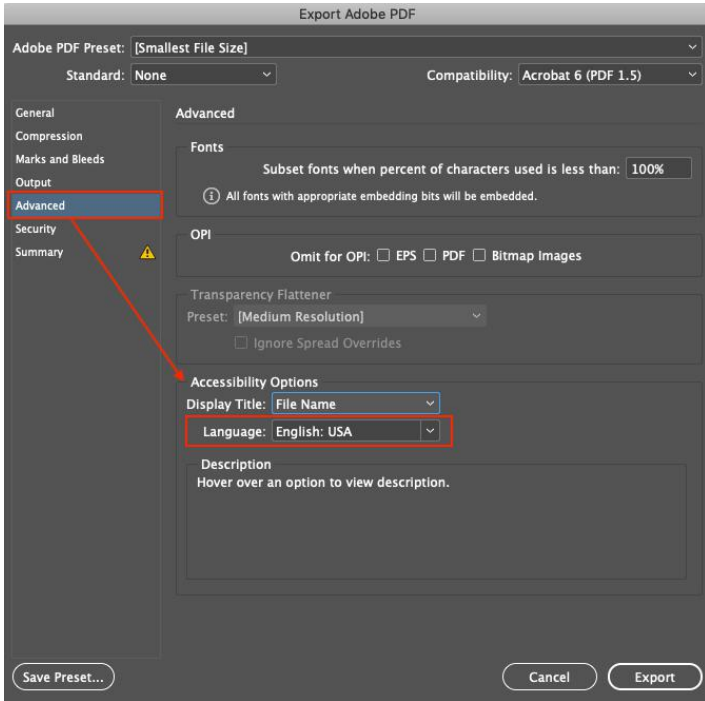 Export Adobe PDF
Adobe PDF Preset: [Smallest File Size]
Standard: None Compatibility: Acrobat 6 (PDF 1.5)
General
Compression
Marks and Bleeds
Output
Advanced
Security
Summary
Advanced
Fonts
Subset fonts when percent of characters used is less than: 100%
All fonts with appropriate embedding bits will be embedded.
OPI
Omit for OPI: EPS PDF Bitmap Images
Transparency Flattener
Preset: [Medium Resolution]
Ignore Spread Overrides
Accessibility Options
Display Title: File Name
Language: English: USA
Description
Hover over an option to view description.
Save Preset... Cancel Export